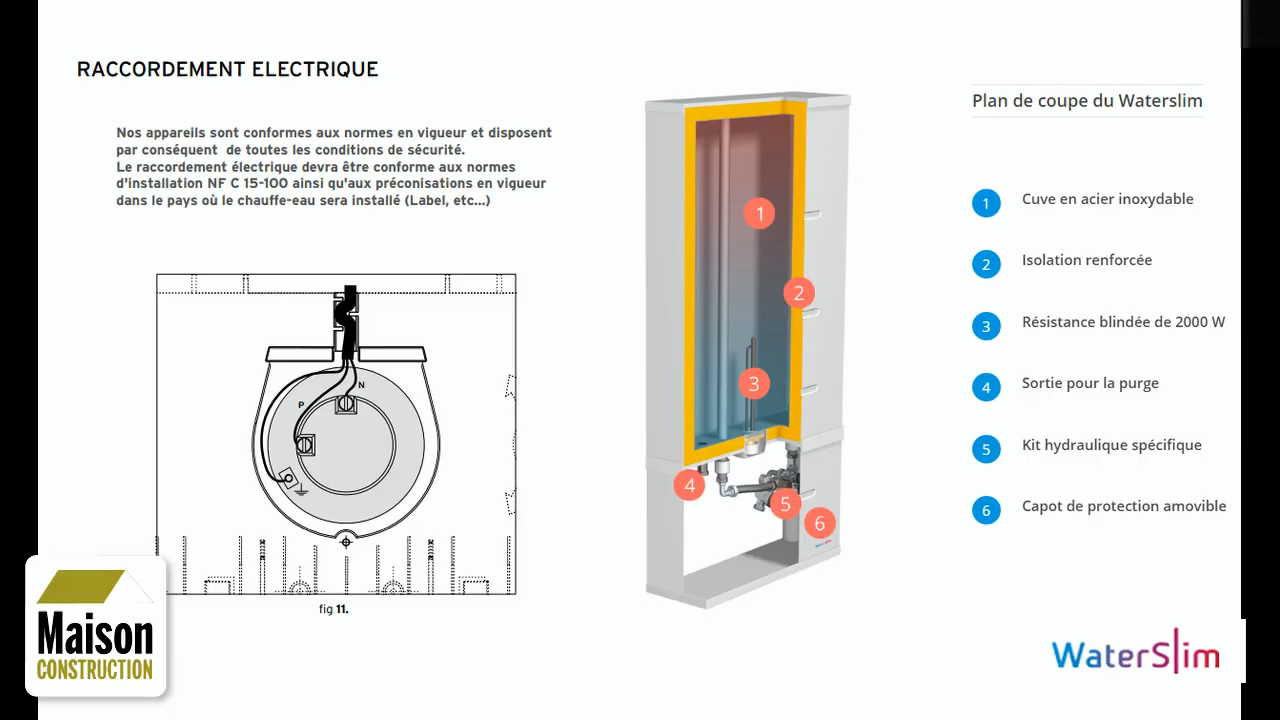 RACCORDEMENT ELECTRIQUE
Nos appareils sont conformes aux normes en vigueur et disposent
par conséquent de toutes les conditions de sécurité.
Le raccordement électrique devra être conforme aux normes
d'installation NF C 15-100 ainsi qu'aux préconisations en vigueur
dans le pays où le chauffe-eau sera installé (Label, etc...)
N
P
fig 11.
1
2
3
4
5
6
WaterSlim
Plan de coupe du Waterslim
1 Cuve en acier inoxydable
2 Isolation renforcée
3 Résistance blindée de 2000 W
4 Sortie pour la purge
5 Kit hydraulique spécifique
6 Capot de protection amovible
Maison
CONSTRUCTION
WaterSlim